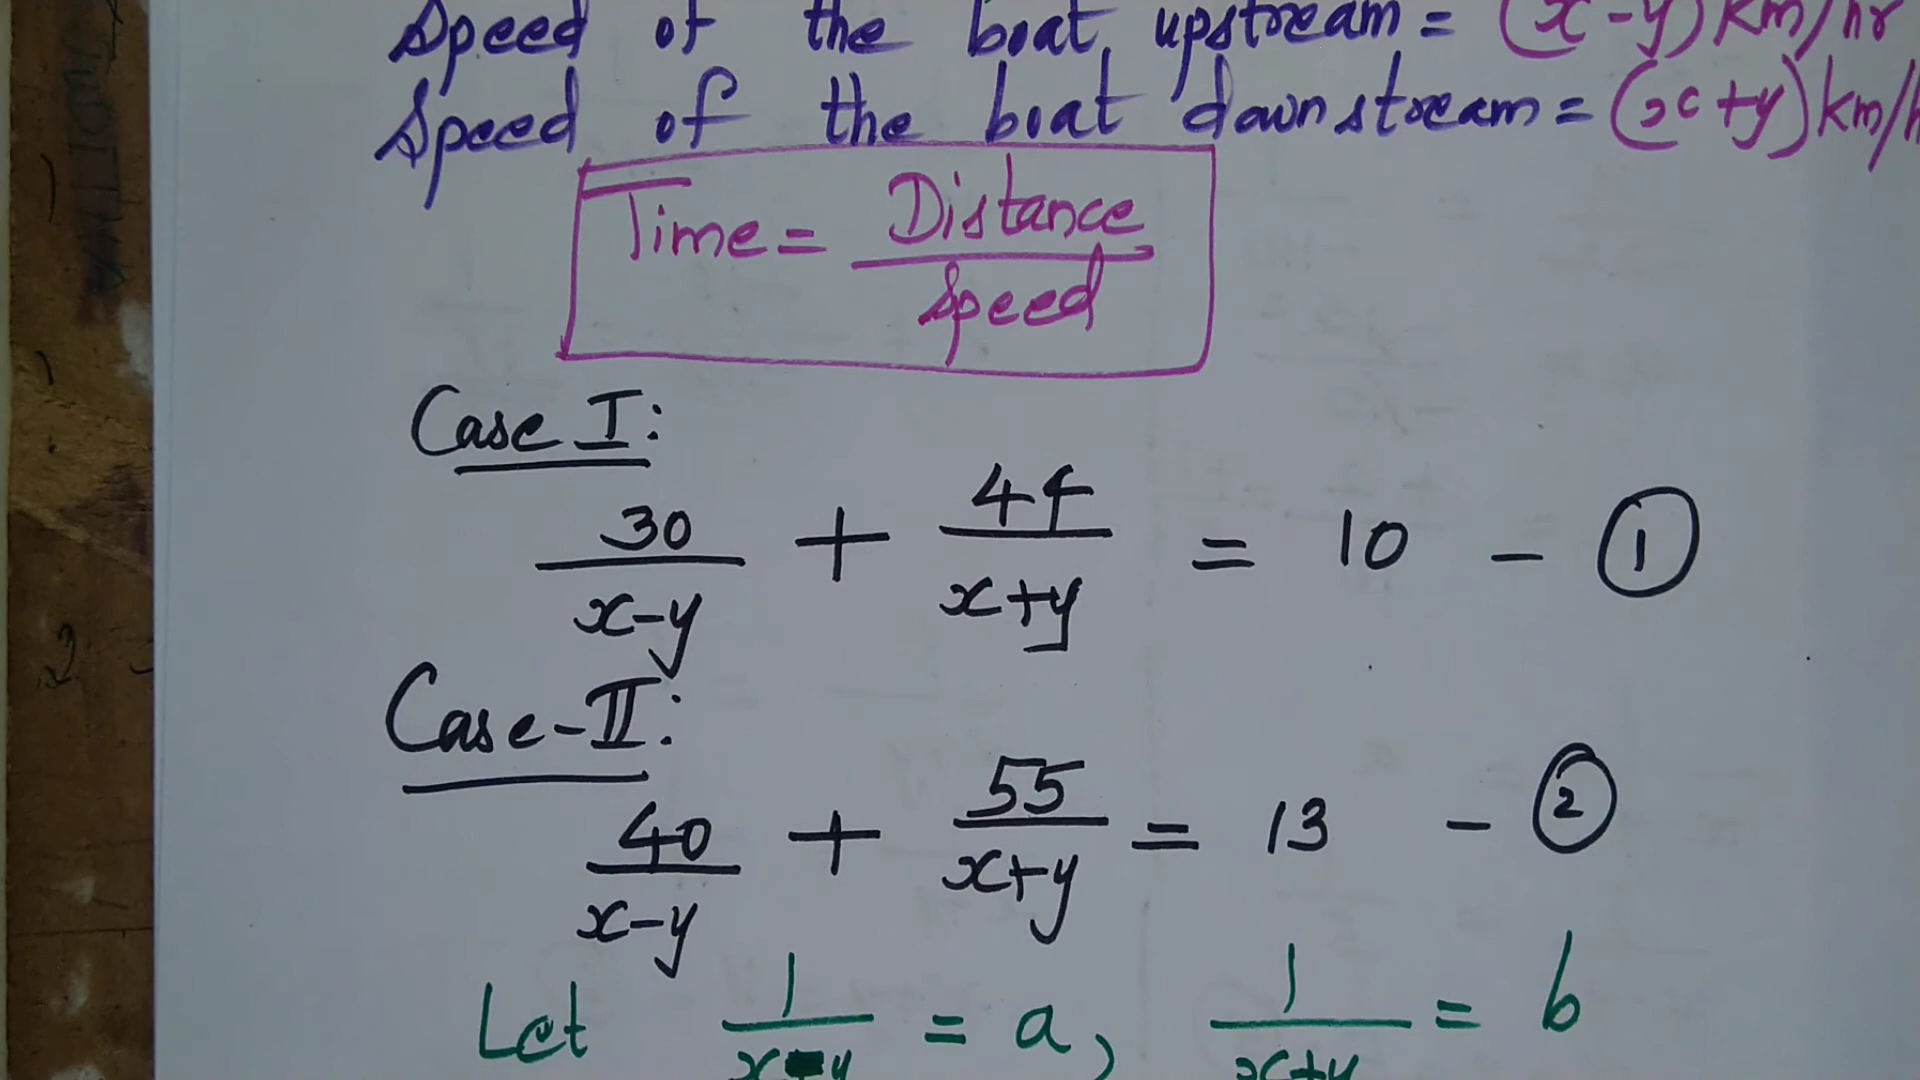 Speed of the boat upstream = (x-y) km/hr
Speed of the boat downstream = (x+y) km/h
Time = Distance / Speed
Case I:
30/(x-y) + 44/(x+y) = 10 - ①
Case-II:
40/(x-y) + 55/(x+y) = 13 - ②
Let 1/(x-y) = a, 1/(x+y) = b